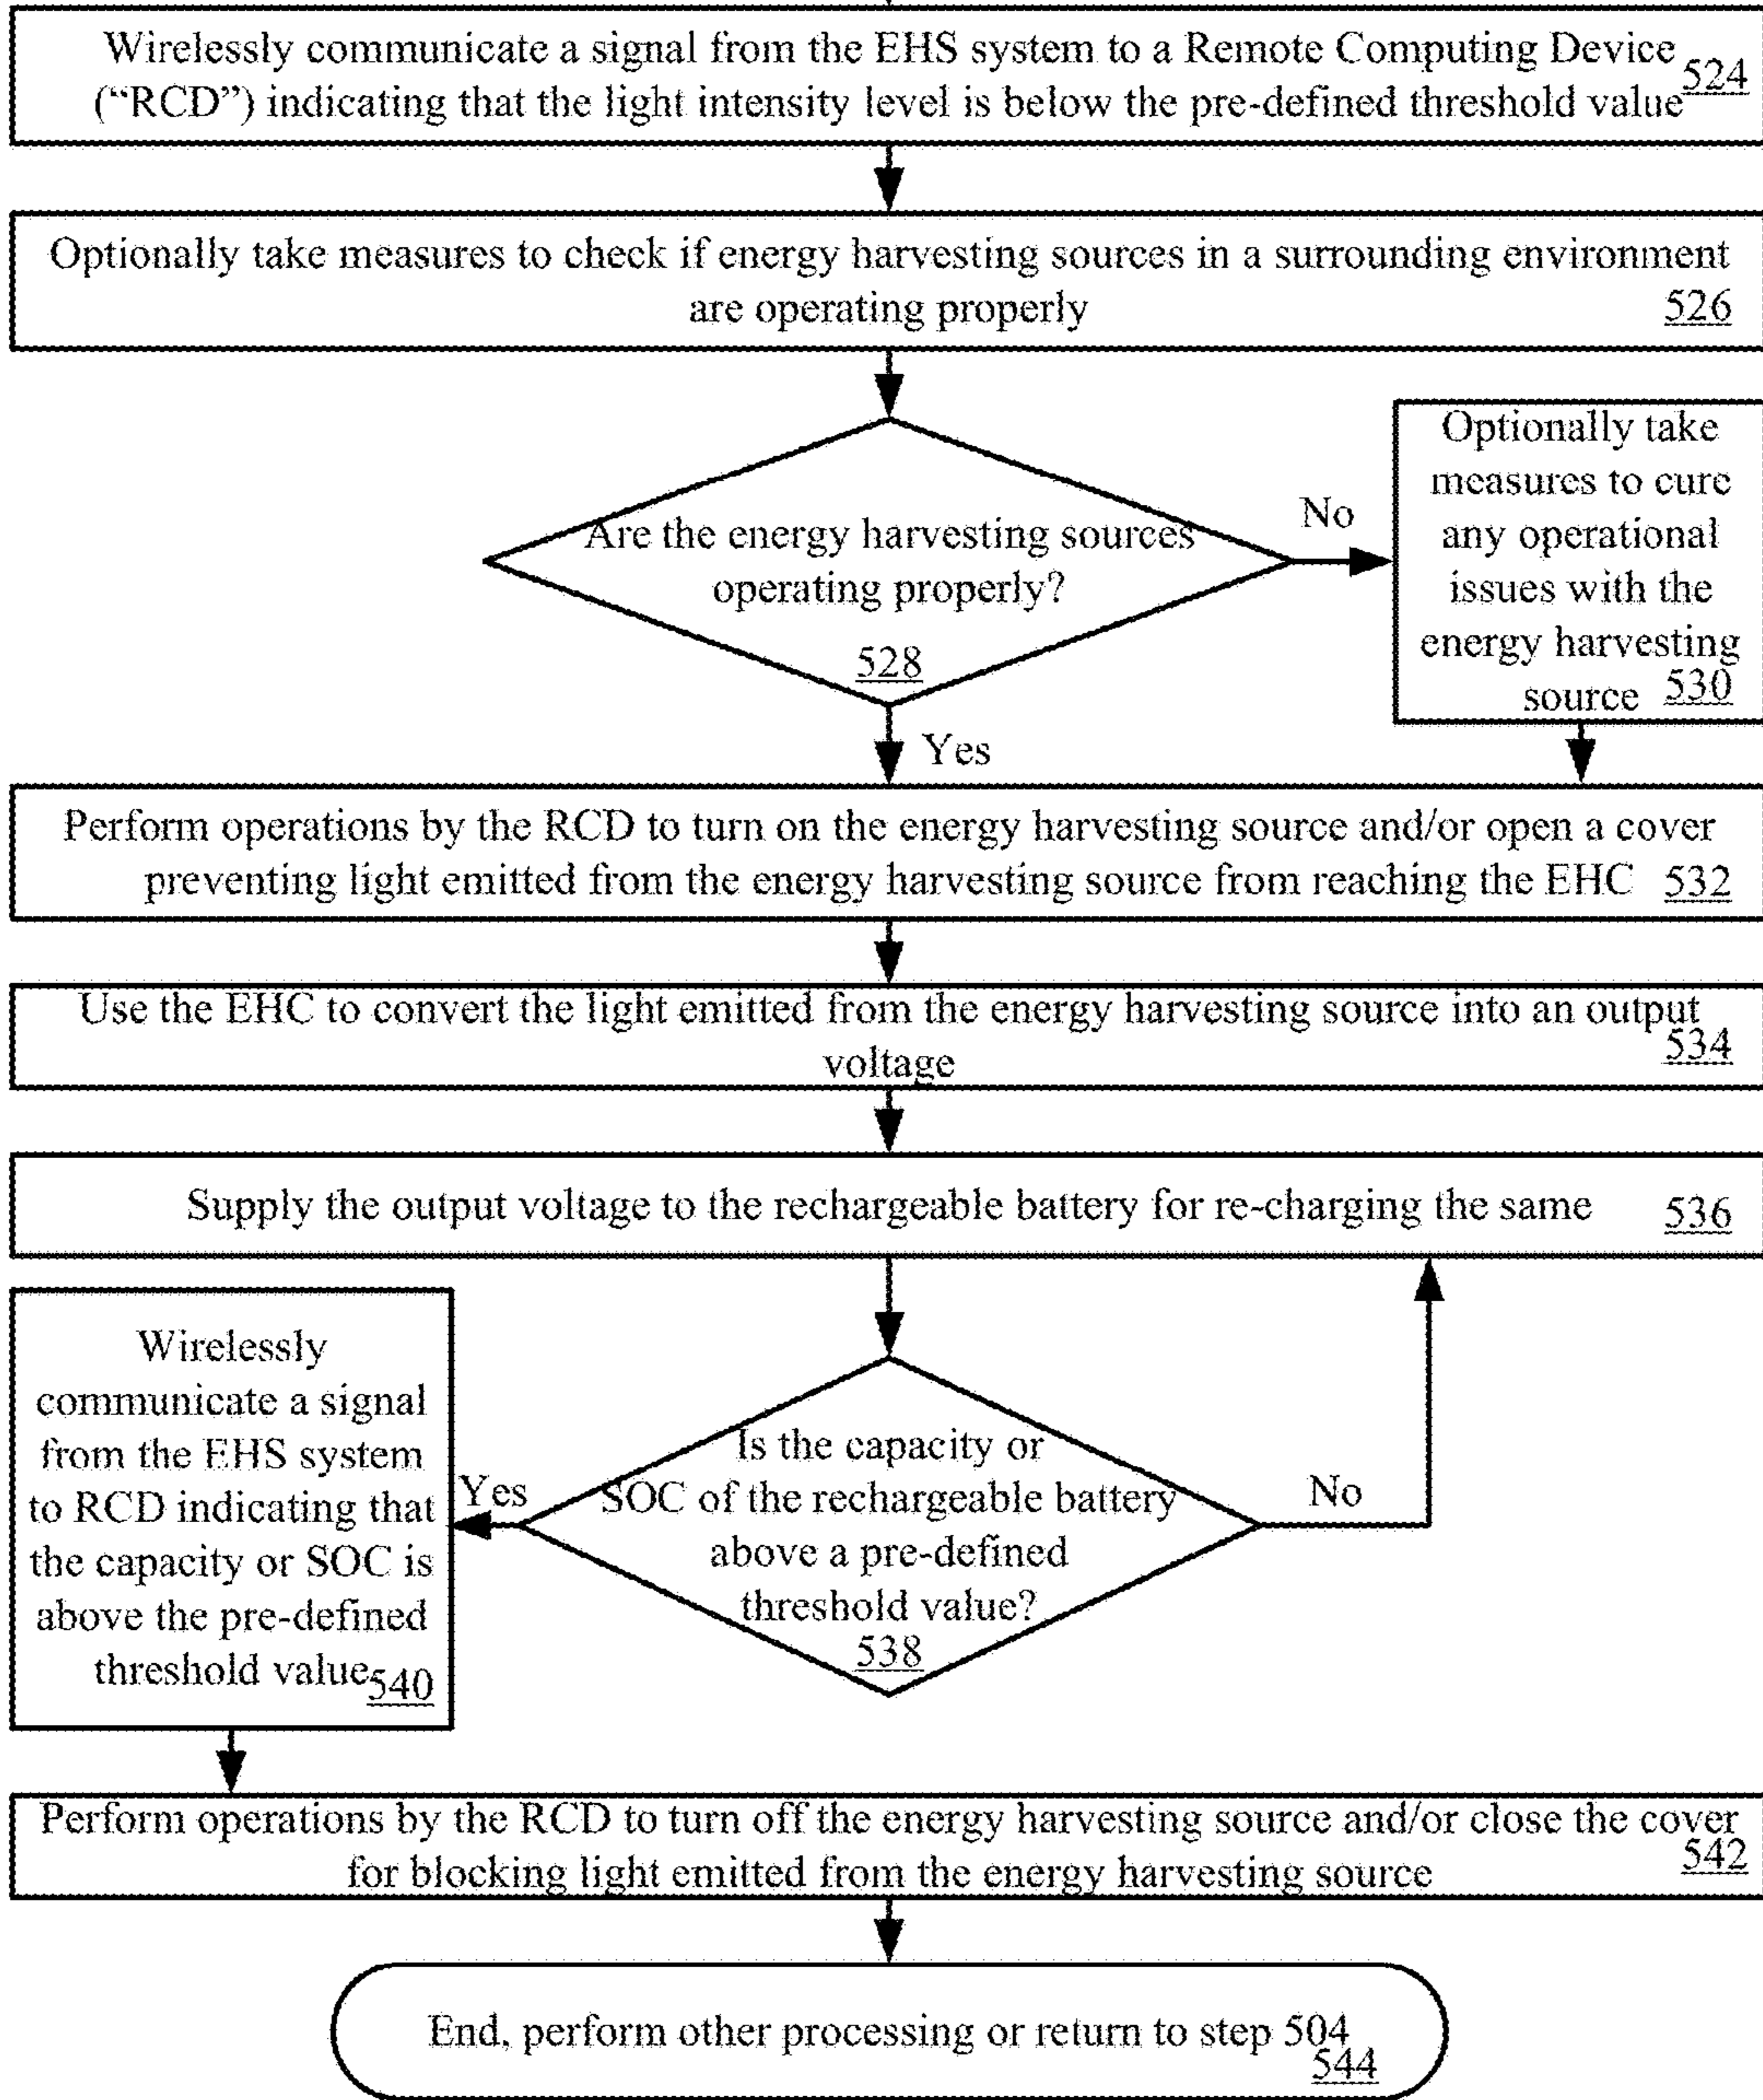 Wirelessly communicate a signal from the EHS system to a Remote Computing Device
(“RCD”) indicating that the light intensity level is below the pre-defined threshold value 524
Optionally take measures to check if energy harvesting sources in a surrounding environment
are operating properly 526
Are the energy harvesting sources
operating properly?
528
No
Optionally take
measures to cure
any operational
issues with the
energy harvesting
source 530
Yes
Perform operations by the RCD to turn on the energy harvesting source and/or open a cover
preventing light emitted from the energy harvesting source from reaching the EHC 532
Use the EHC to convert the light emitted from the energy harvesting source into an output
voltage 534
Supply the output voltage to the rechargeable battery for re-charging the same 536
Is the capacity or
SOC of the rechargeable battery
above a pre-defined
threshold value?
538
No
Yes
Wirelessly
communicate a signal
from the EHS system
to RCD indicating that
the capacity or SOC is
above the pre-defined
threshold value 540
Perform operations by the RCD to turn off the energy harvesting source and/or close the cover
for blocking light emitted from the energy harvesting source 542
End, perform other processing or return to step 504
544